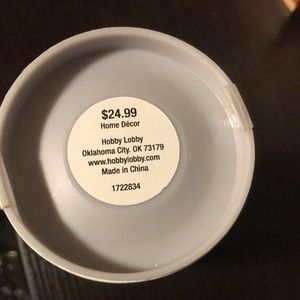 $24.99
Home Décor
Hobby Lobby
Oklahoma City, OK 73179
www.hobbylobby.com
Made in China
1722834